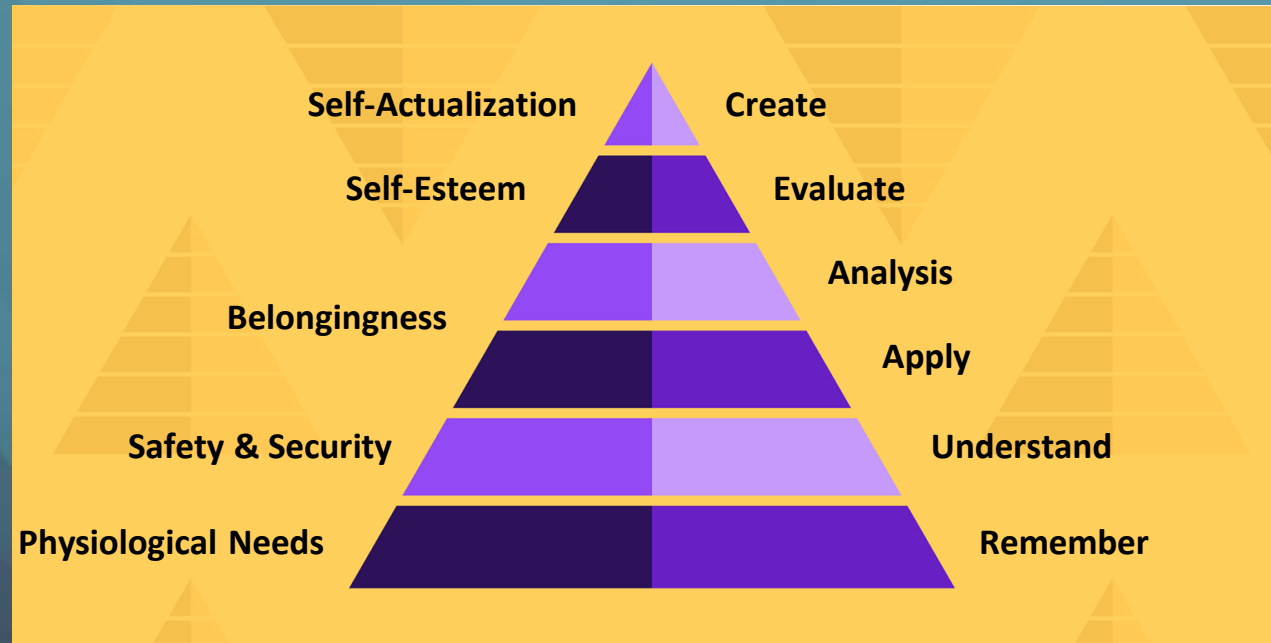 Self-Actualization
Create
Self-Esteem
Evaluate
Analysis
Belongingness
Apply
Safety & Security
Understand
Physiological Needs
Remember